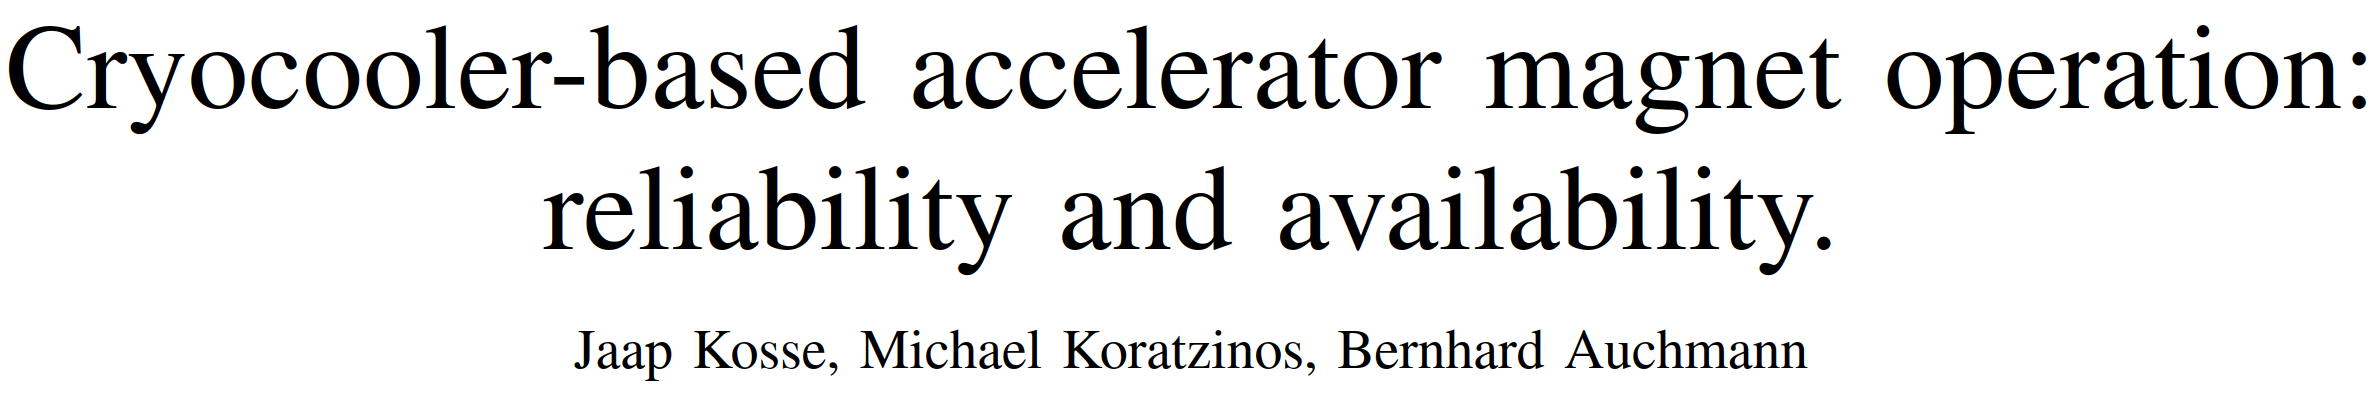 Cryocooler-based accelerator magnet operation:
reliability and availability.
Jaap Kosse, Michael Koratzinos, Bernhard Auchmann